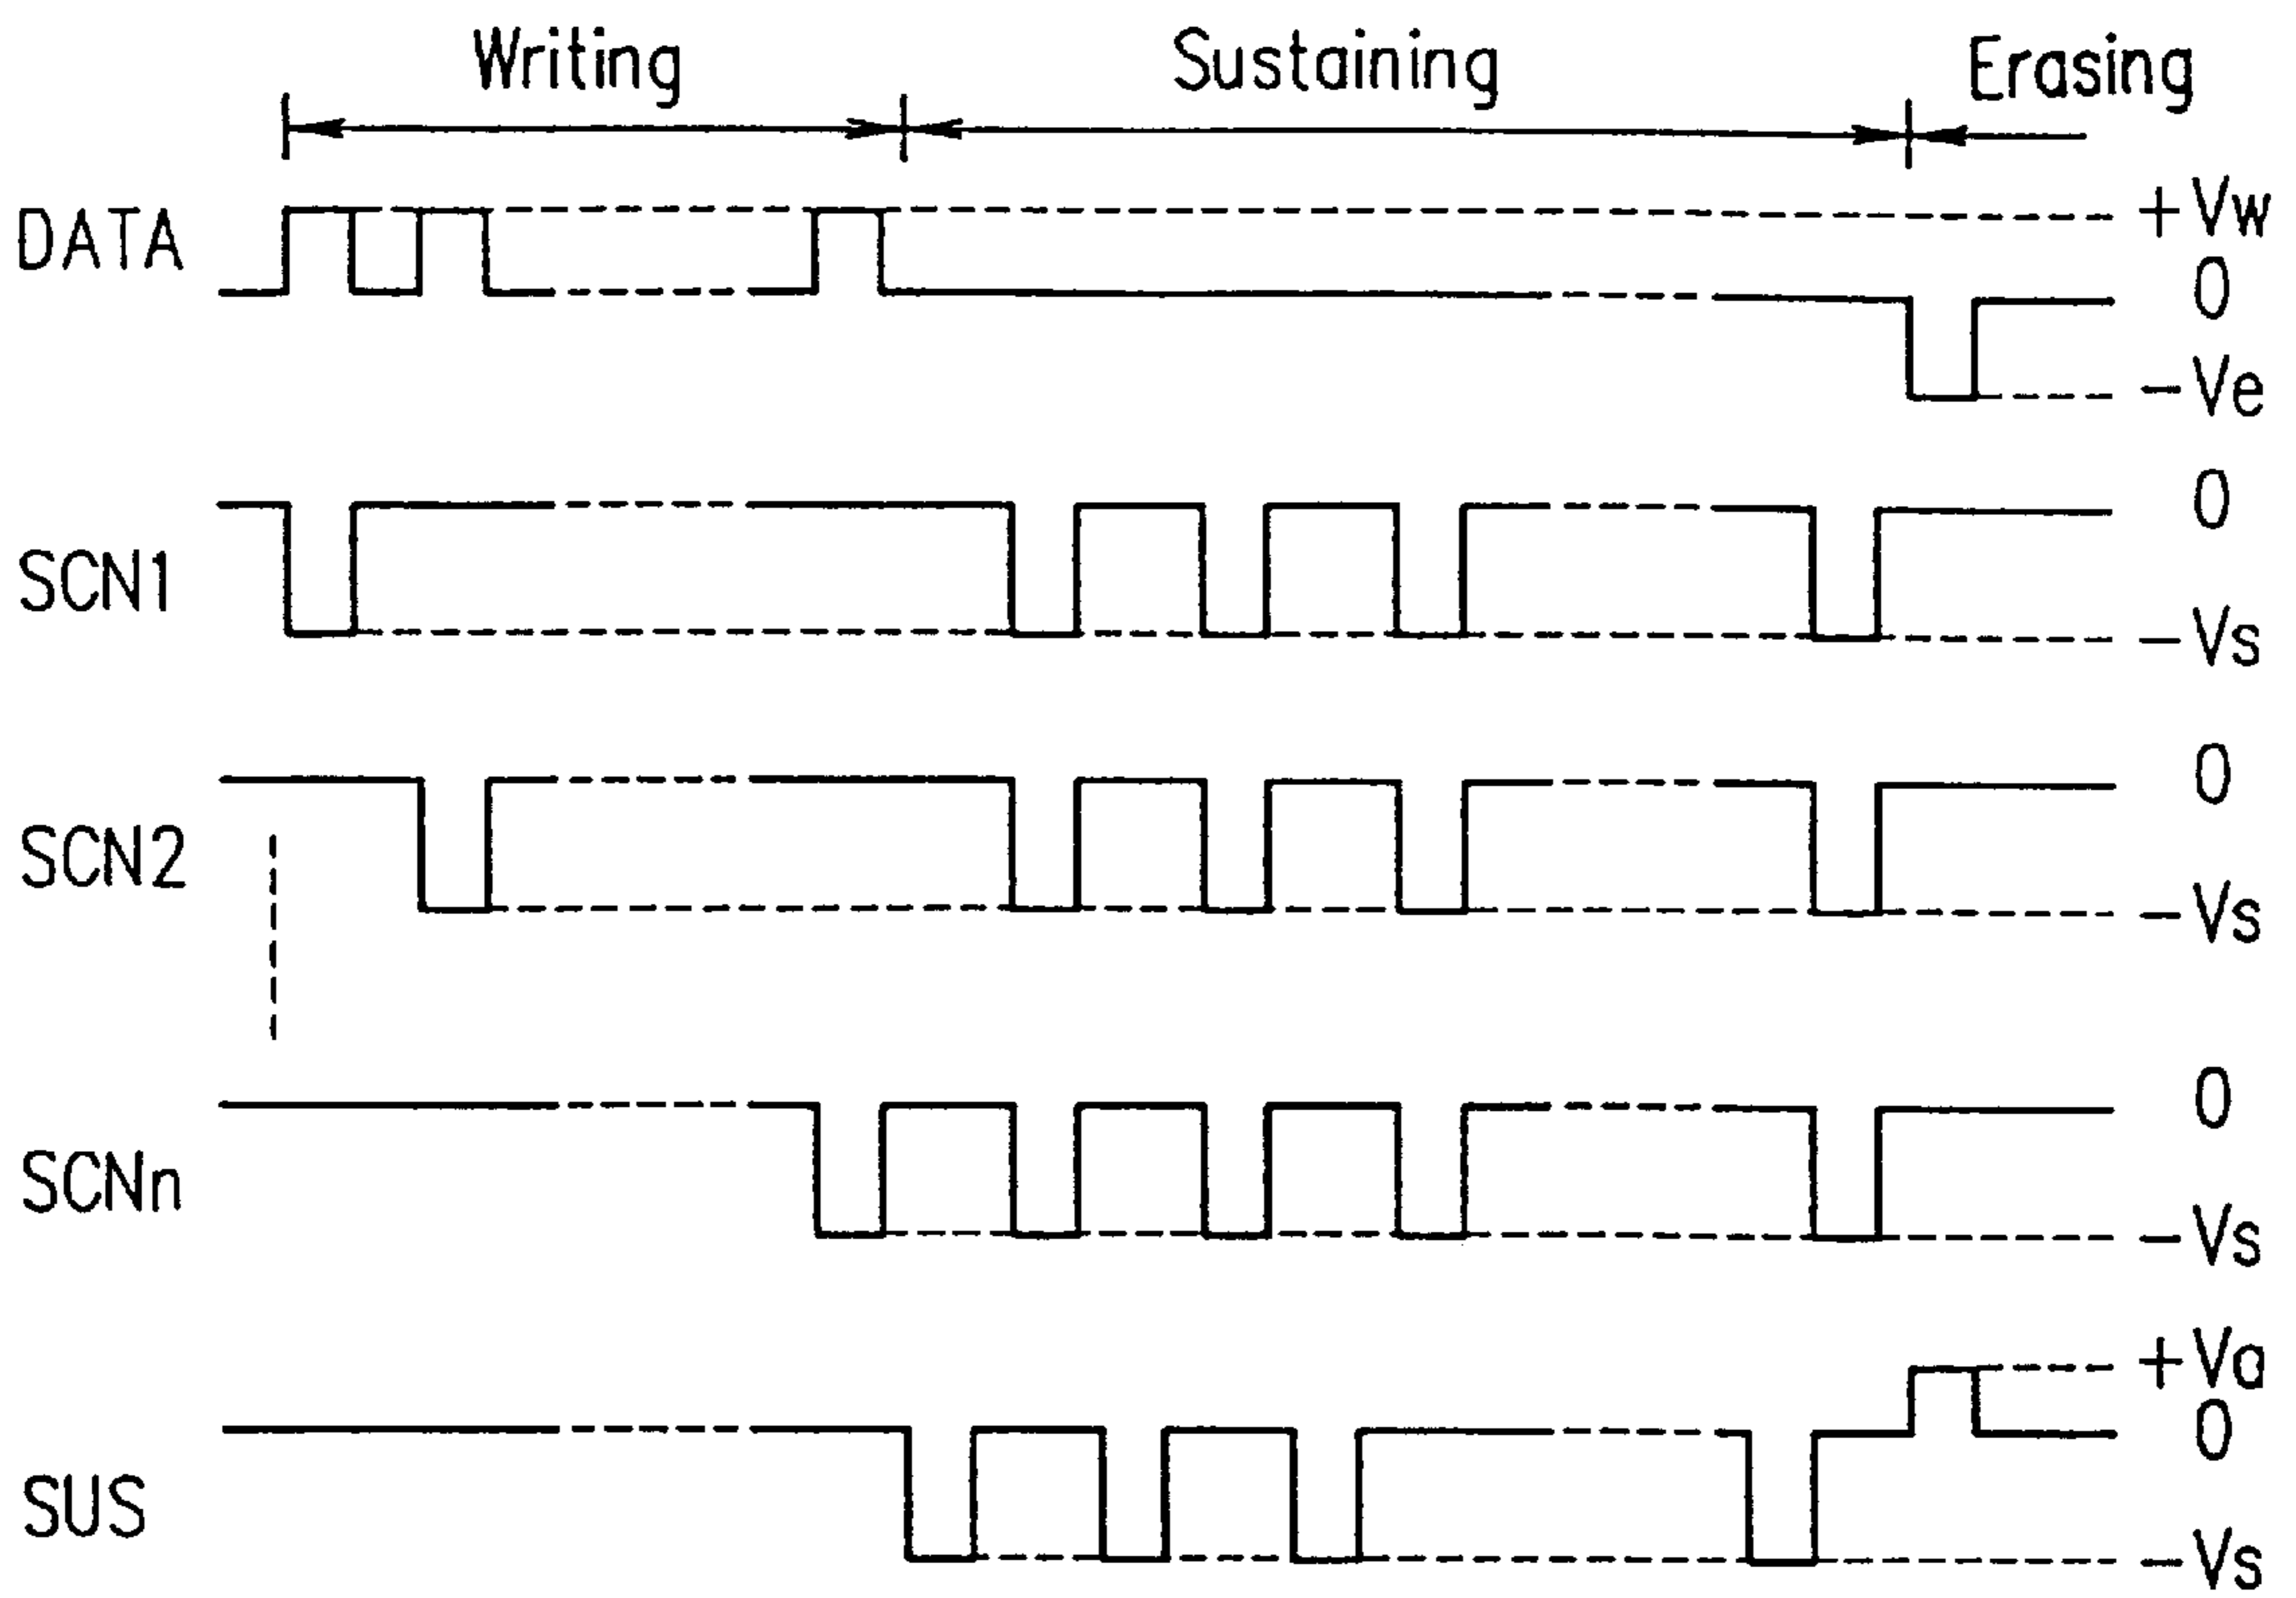 Writing Sustaining Erasing
DATA
+Vw
0
-Ve
SCN1
0
-Vs
SCN2
0
-Vs
SCNn
0
-Vs
SUS
+Va
0
-Vs